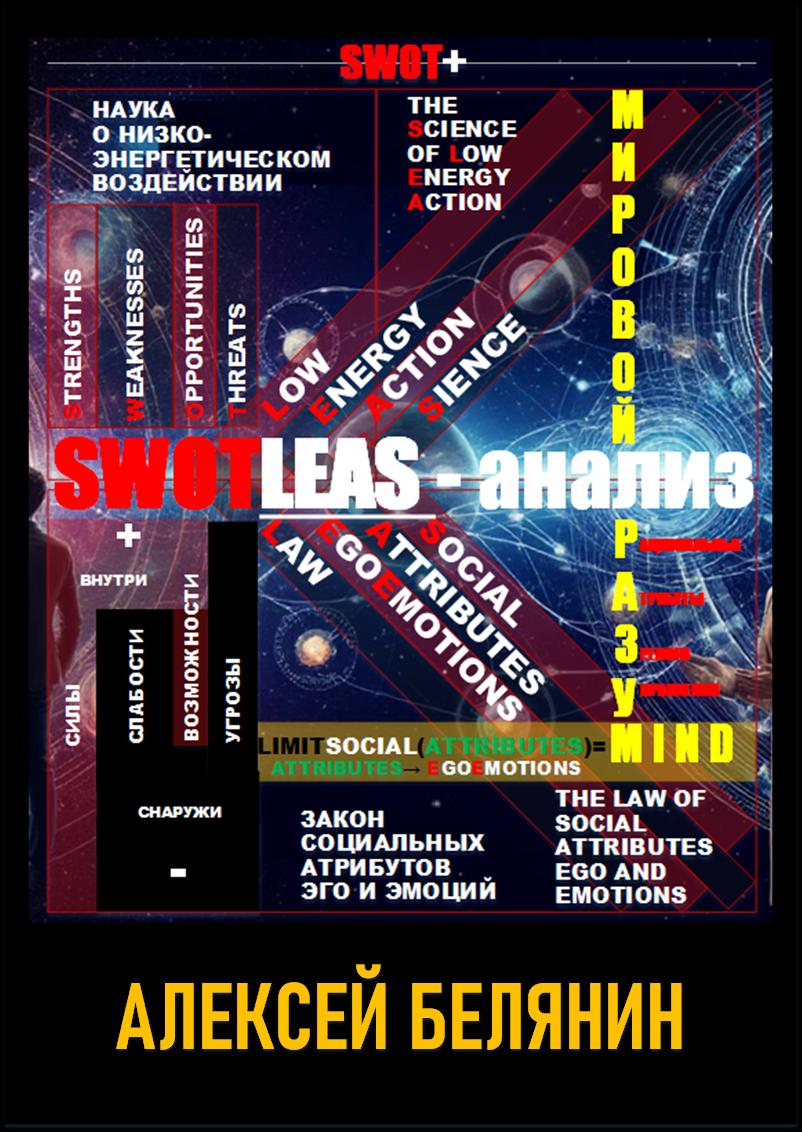 SWOT+
НАУКА
О НИЗКО-
ЭНЕРГЕТИЧЕСКОМ
ВОЗДЕЙСТВИИ
THE
SCIENCE
OF LOW
ENERGY
ACTION
МИРОВОЙ
STRENGTHS
WEAKNESSES
OPPORTUNITIES
THREATS
LOW
ENERGY
ACTION
SIENCE
SWOTLEAS - анализ
LAW
EGOEMOTIONS
ATTRIBUTES
SOCIAL
РАЗУМ
+
ВНУТРИ
СИЛЫ
СЛАБОСТИ
ВОЗМОЖНОСТИ
УГРОЗЫ
СНАРУЖИ
-
LIMITSOCIAL(ATTRIBUTES)=
MIND
ATTRIBUTES→ EGOEMOTIONS
ЗАКОН
СОЦИАЛЬНЫХ
АТРИБУТОВ
ЭГО И ЭМОЦИЙ
THE LAW OF
SOCIAL
ATTRIBUTES
EGO AND
EMOTIONS
АЛЕКСЕЙ БЕЛЯНИН